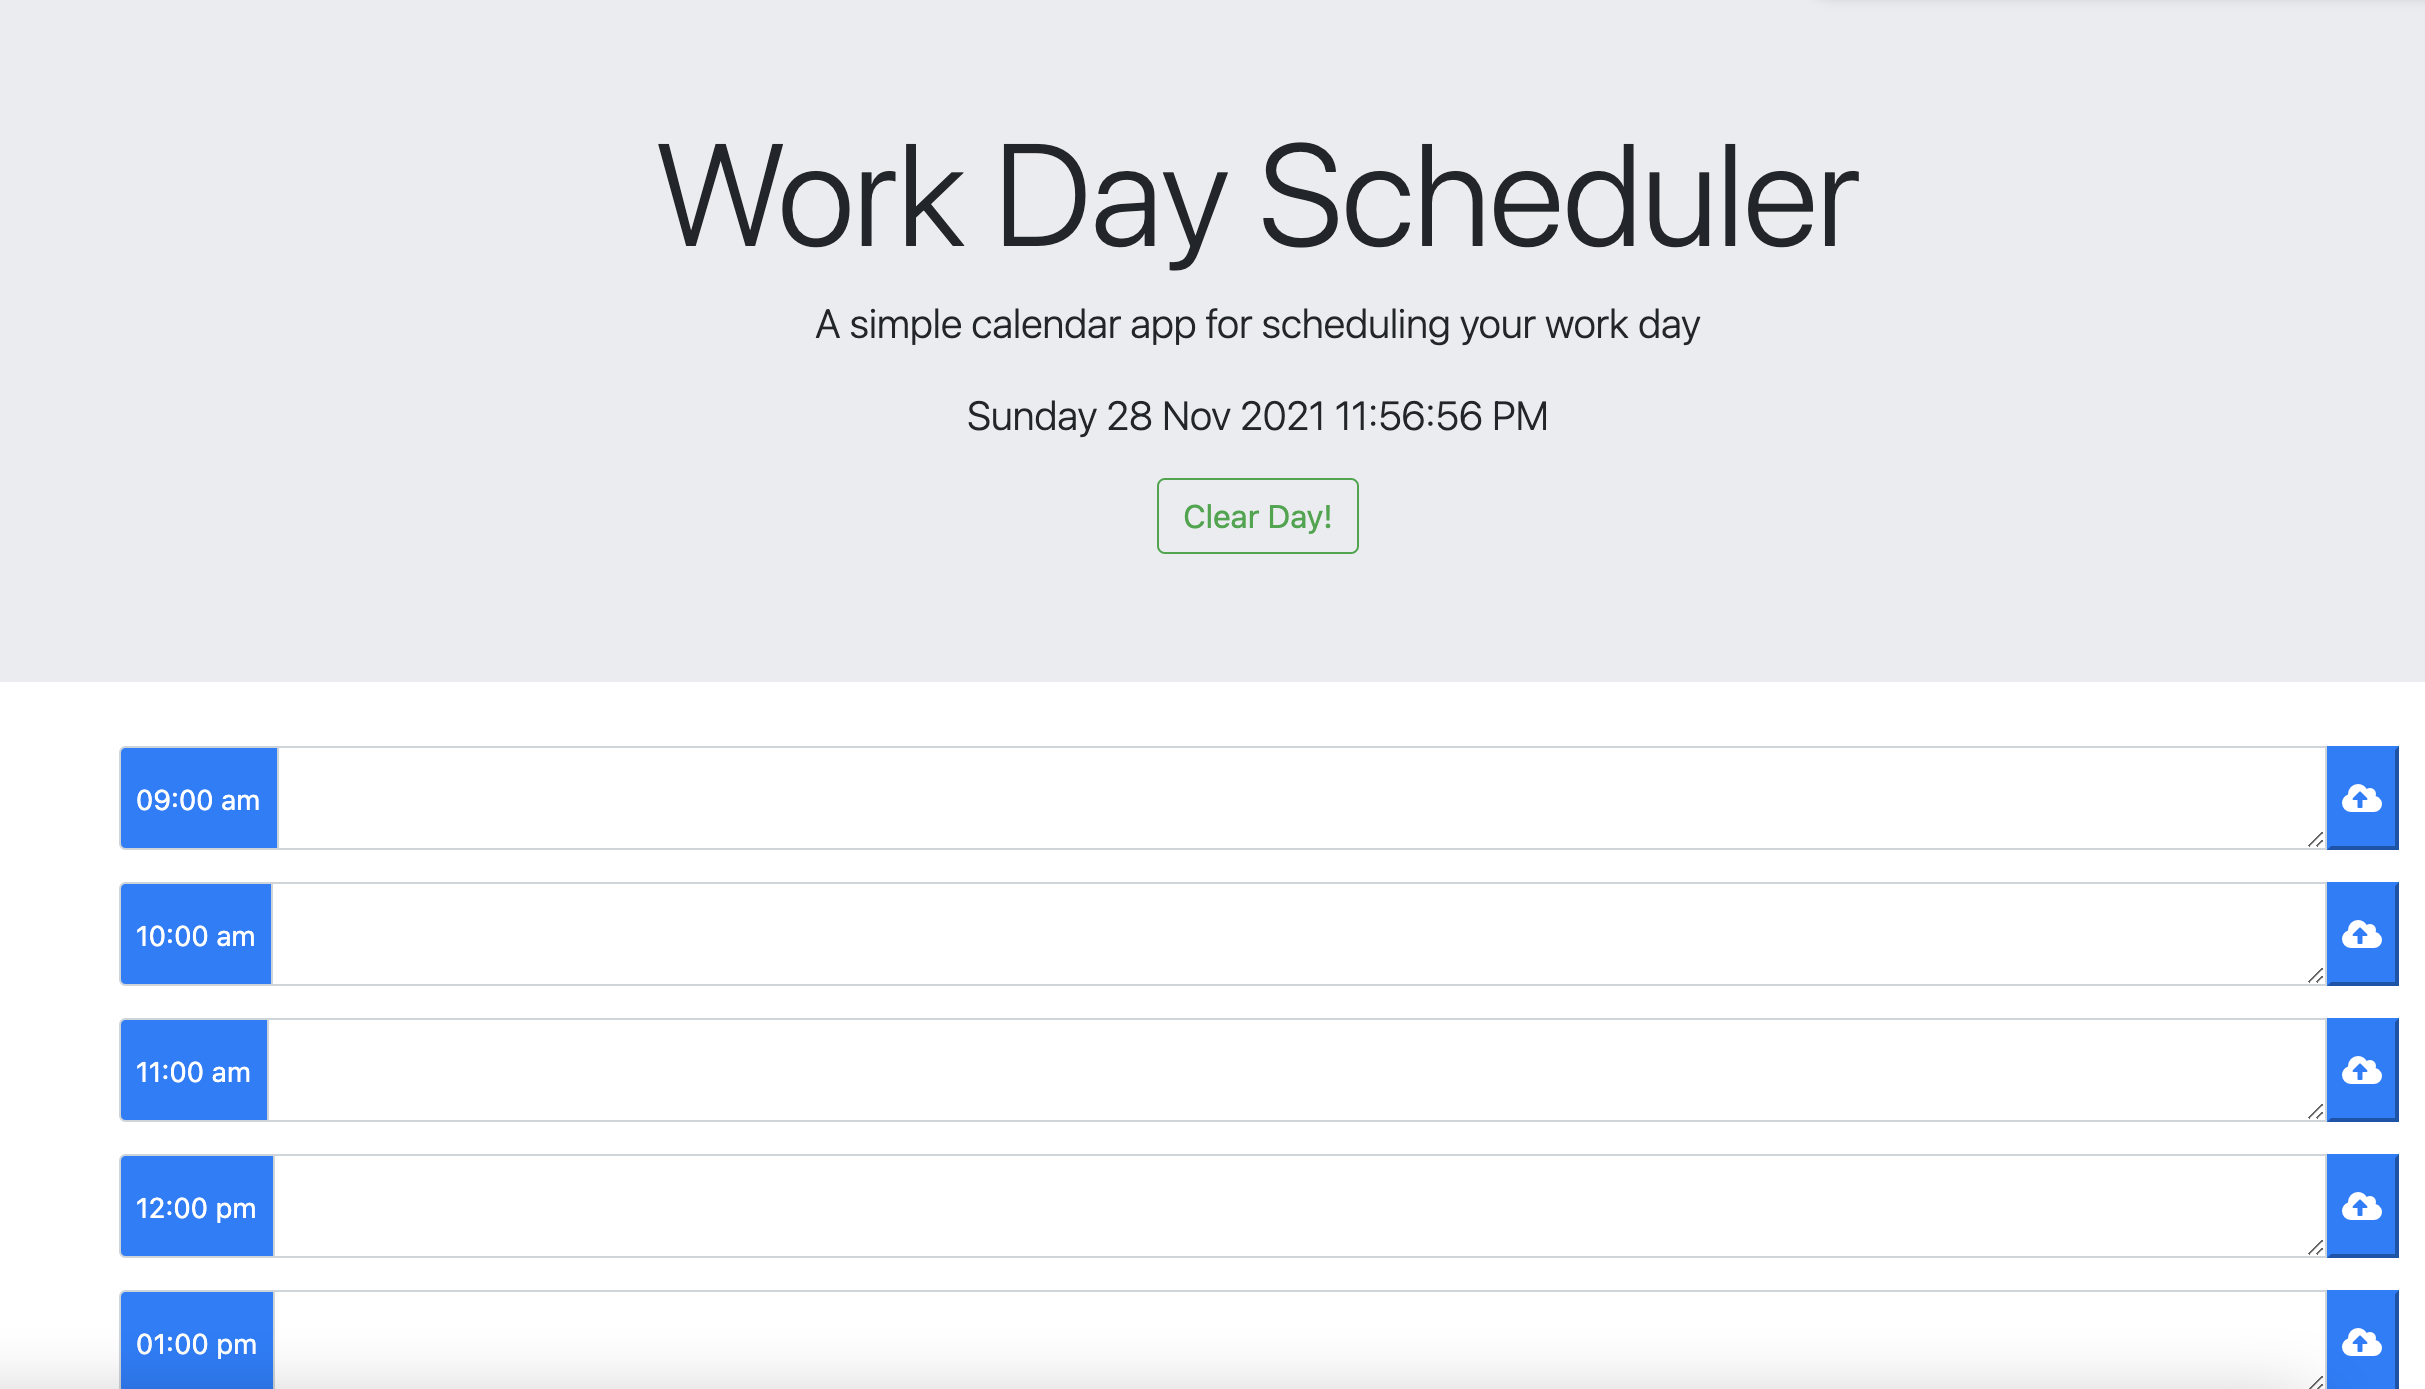 Work Day Scheduler
A simple calendar app for scheduling your work day
Sunday 28 Nov 2021 11:56:56 PM
Clear Day!
09:00 am
10:00 am
11:00 am
12:00 pm
01:00 pm